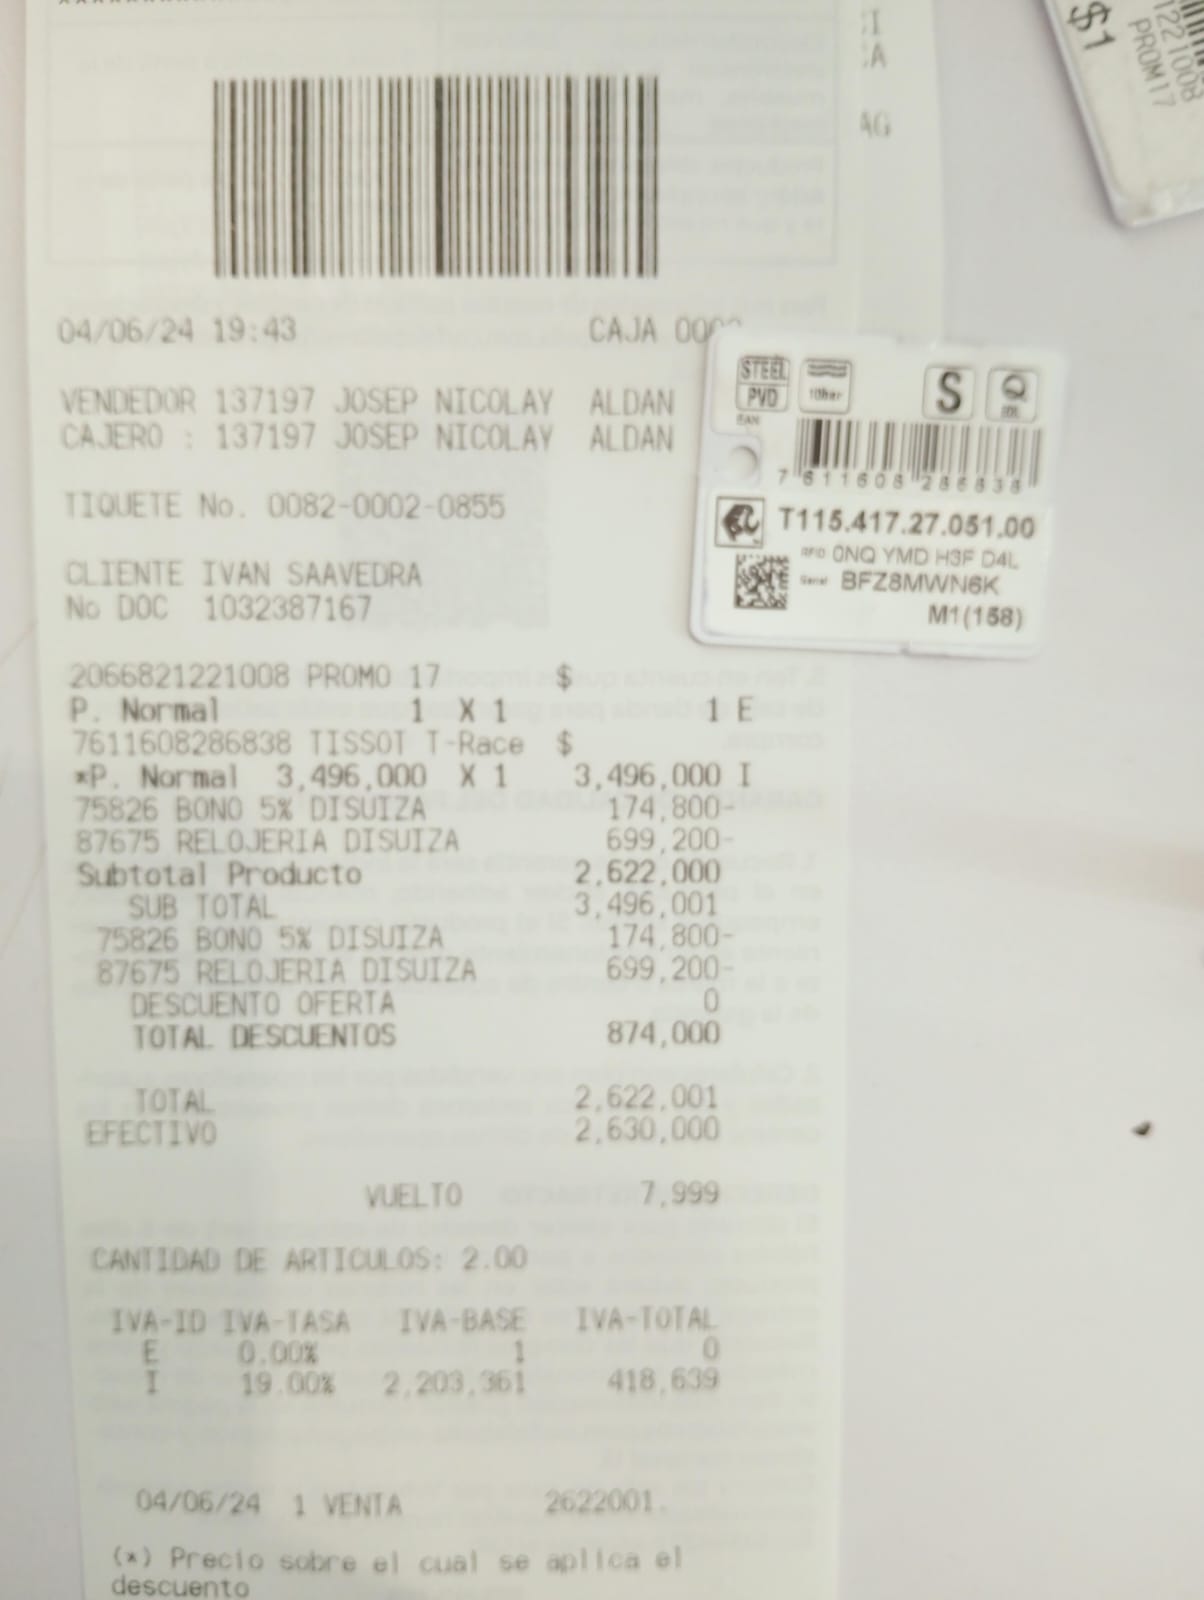 $1
1221008
PROM17
04/06/24 19:43 CAJA
VENDEDOR 137197 JOSEP NICOLAY ALDAN
CAJERO : 137197 JOSEP NICOLAY ALDAN
TIQUETE No. 0082-0002-0855
CLIENTE IVAN SAAVEDRA
No DOC 1032387167
STEEL
PVD
10bar
S
EAN
7 611608 286838
T115.417.27.051.00
RFID 0NQ YMD H3F D4L
Serial BFZ8MWN6K
M1(158)
2066821221008 PROMO 17 $
P. Normal 1 X 1 1 E
7611608286838 TISSOT T-Race $
*P. Normal 3,496,000 X 1 3,496,000 I
75826 BONO 5% DISUIZA 174,800-
87675 RELOJERIA DISUIZA 699,200-
Subtotal Producto 2,622,000
SUB TOTAL 3,496,001
75826 BONO 5% DISUIZA 174,800-
87675 RELOJERIA DISUIZA 699,200-
DESCUENTO OFERTA 0
TOTAL DESCUENTOS 874,000
TOTAL 2,622,001
EFECTIVO 2,630,000
VUELTO 7,999
CANTIDAD DE ARTICULOS: 2.00
IVA-ID IVA-TASA IVA-BASE IVA-TOTAL
E 0.00% 1 0
I 19.00% 2,203,361 418,639
04/06/24 1 VENTA 2622001.
(*) Precio sobre el cual se aplica el
descuento